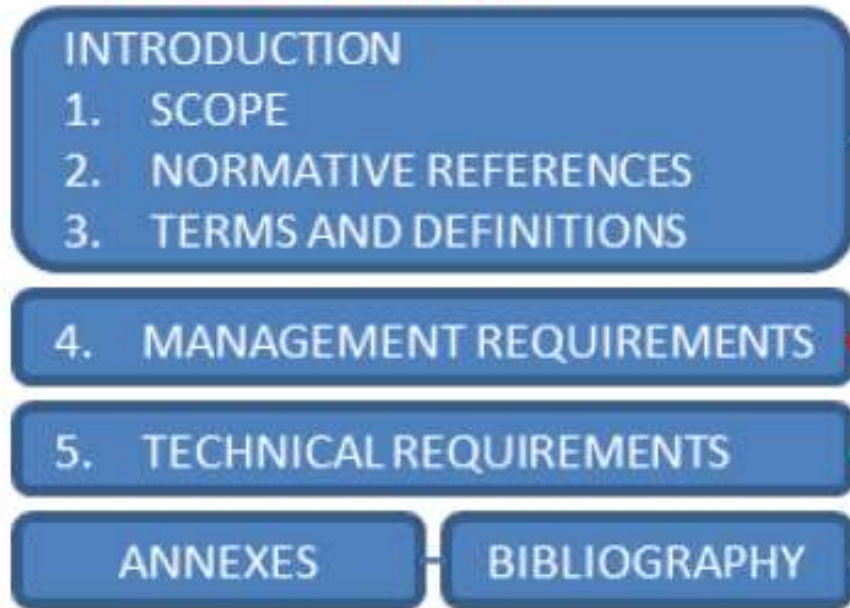 INTRODUCTION
1. SCOPE
2. NORMATIVE REFERENCES
3. TERMS AND DEFINITIONS
4. MANAGEMENT REQUIREMENTS
5. TECHNICAL REQUIREMENTS
ANNEXES
BIBLIOGRAPHY